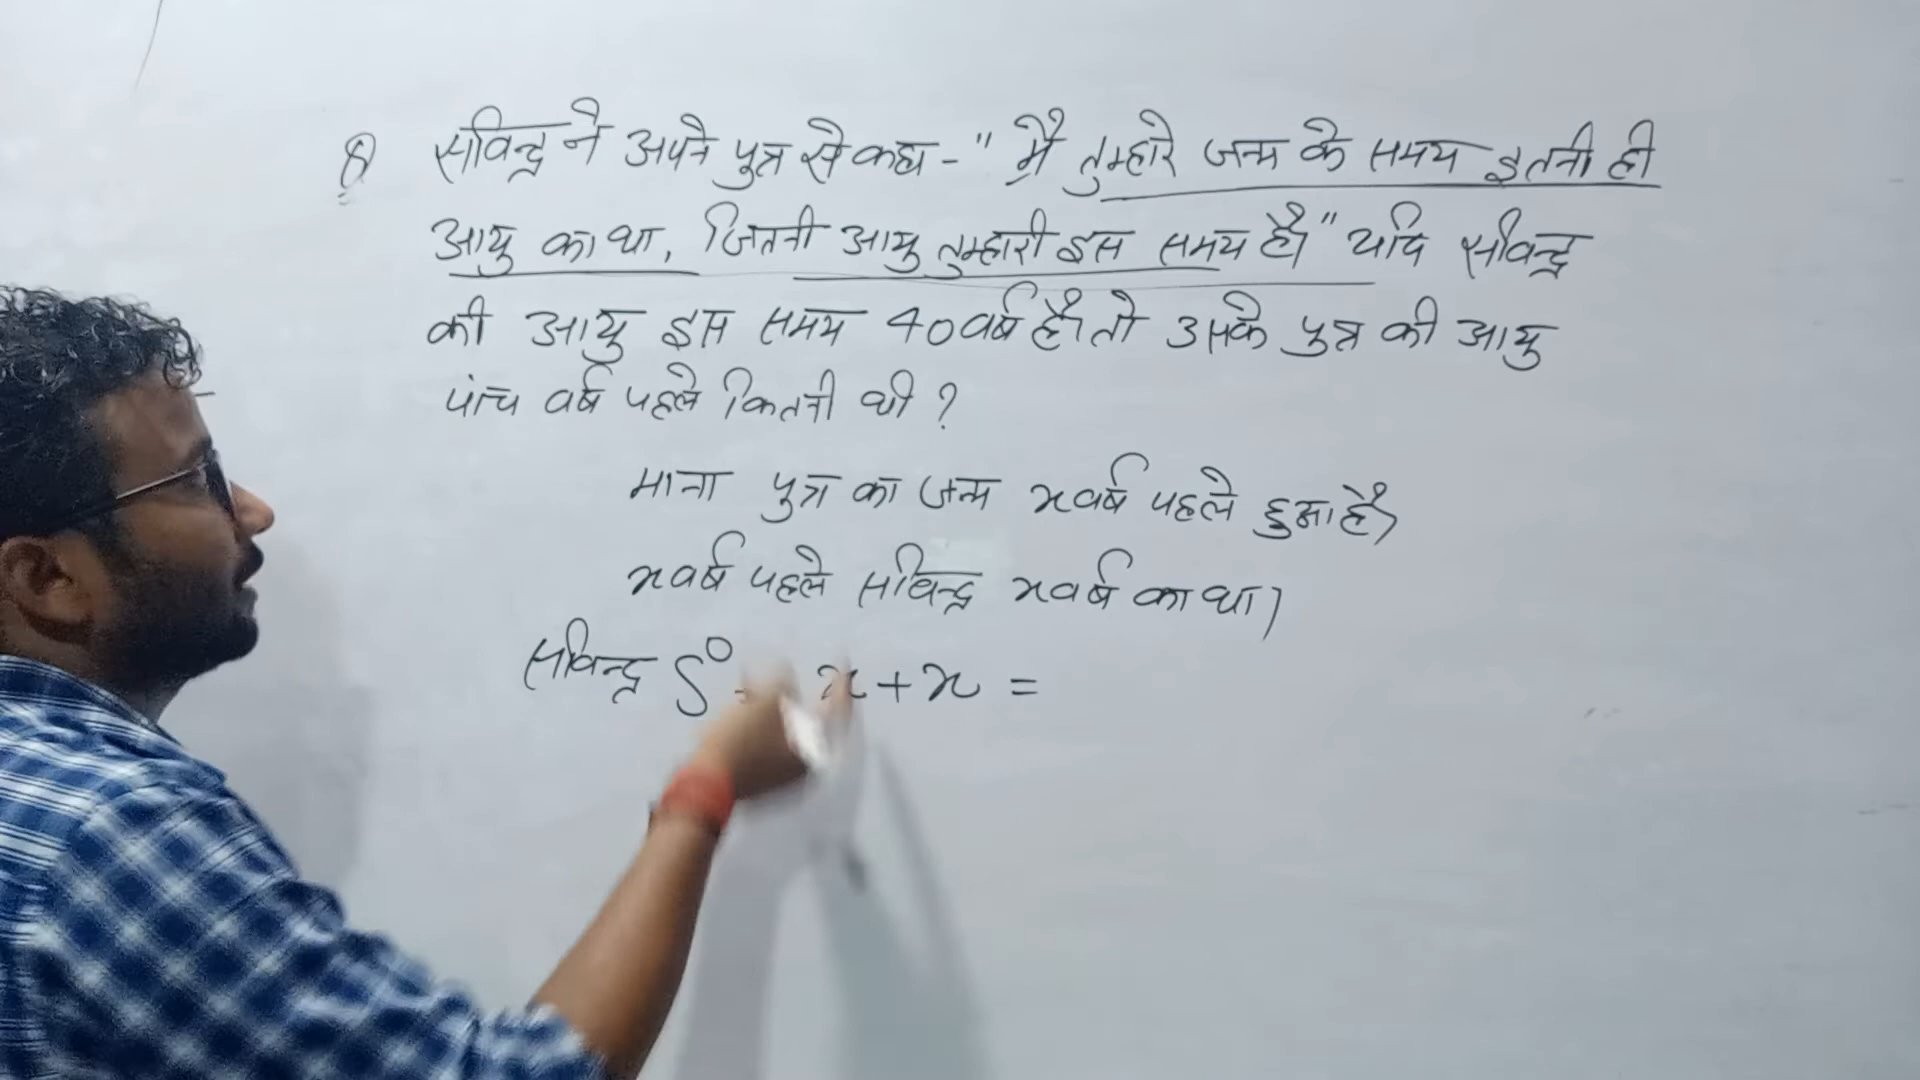 8) सविन्द्र ने अपने पुत्र से कहा - " मैं तुम्हारे जन्म के समय इतनी ही
आयु का था, जितनी आयु तुम्हारी इस समय है।" यदि सविन्द्र
की आयु इस समय 40 वर्ष है। तो उसके पुत्र की आयु
पांच वर्ष पहले कितनी थी ?
माना पुत्र का जन्म x वर्ष पहले हुआ है,
x वर्ष पहले सविन्द्र x वर्ष का था।
सविन्द्र x + x =